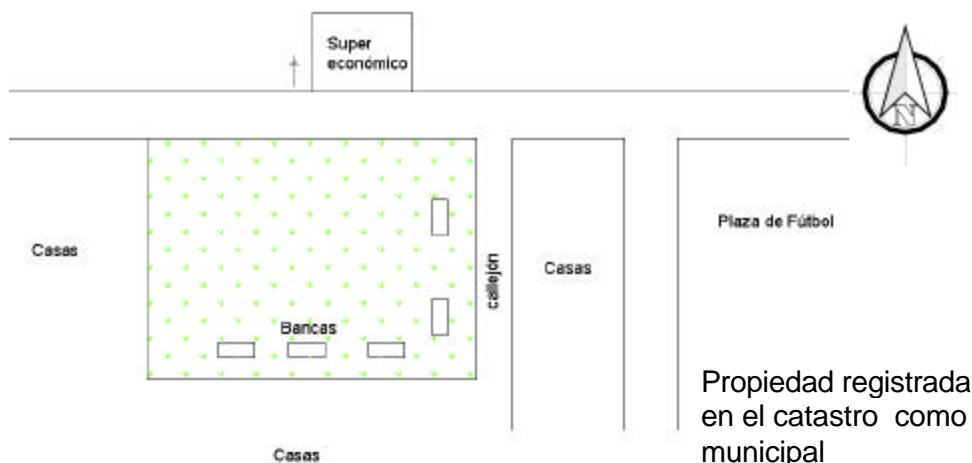 Super
económico
N
Plaza de Fútbol
Casas
callejón
Casas
Bancas
Propiedad registrada
en el catastro como
municipal
Casas